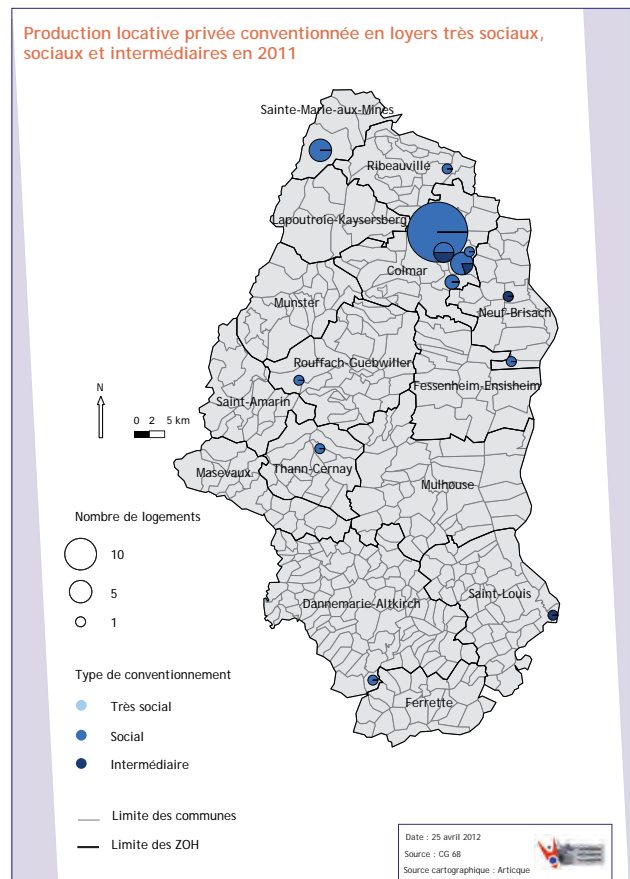 Production locative privée conventionnée en loyers très sociaux,
sociaux et intermédiaires en 2011
Sainte-Marie-aux-Mines
Ribeauvillé
Lapoutroie-Kaysersberg
Colmar
Munster
Neuf-Brisach
Rouffach-Guebwiller
Fessenheim-Ensisheim
Saint-Amarin
N
0 2 5 km
Masevaux
Thann-Cernay
Mulhouse
Nombre de logements
10
5
1
Dannemarie-Altkirch
Saint-Louis
Ferrette
Type de conventionnement
Très social
Social
Intermédiaire
Limite des communes
Limite des ZOH
Date : 25 avril 2012
Source : CG 68
Source cartographique : Articque